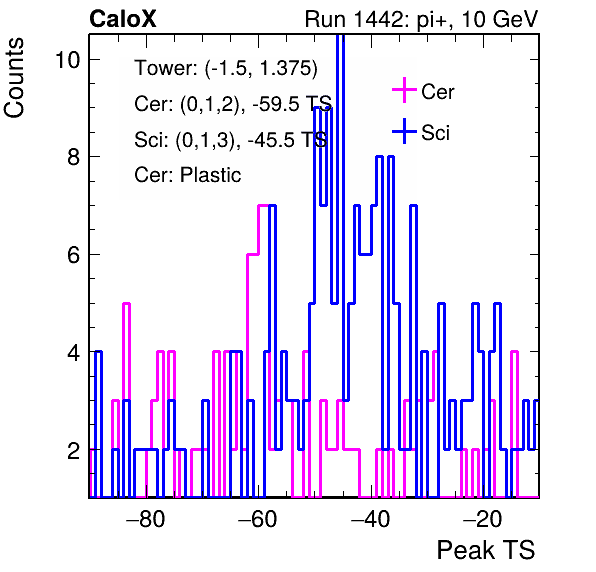 CaloX Run 1442: pi+, 10 GeV
Counts
Tower: (-1.5, 1.375)
Cer: (0,1,2), -59.5 TS
Sci: (0,1,3), -45.5 TS
Cer: Plastic
Cer
Sci
10
8
6
4
2
−80 −60 −40 −20
Peak TS